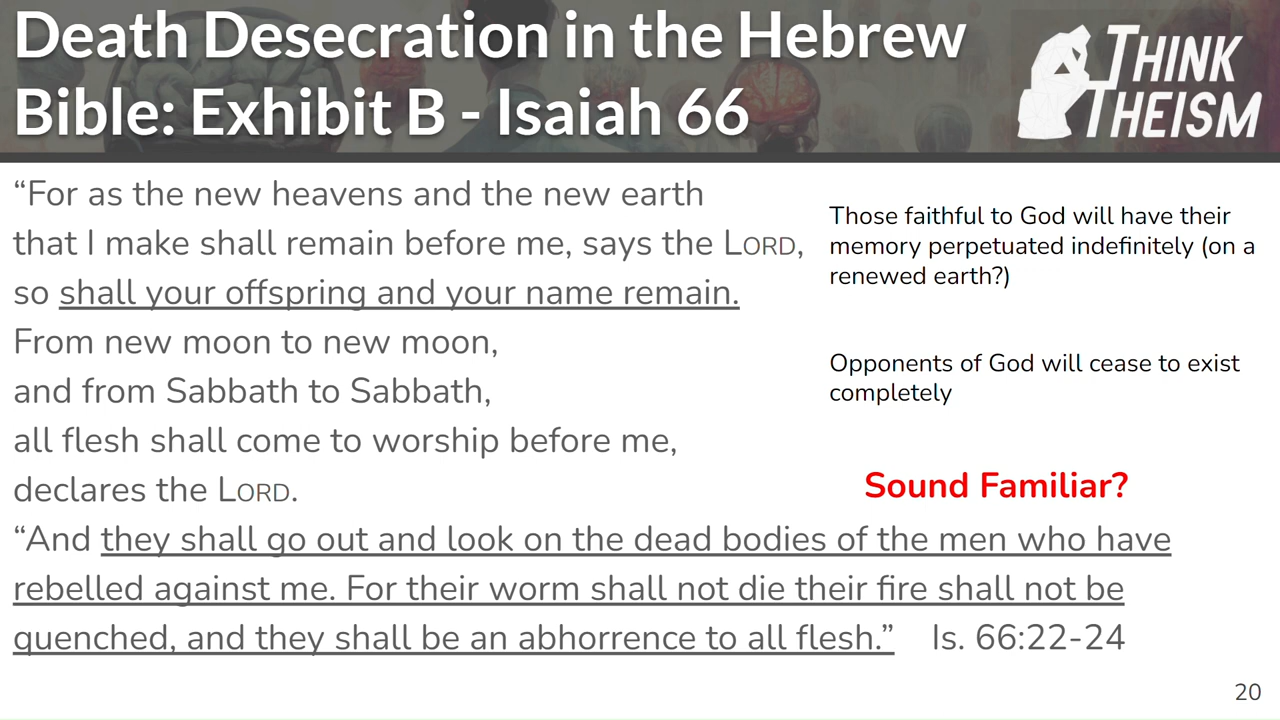 Death Desecration in the Hebrew
Bible: Exhibit B - Isaiah 66
THINK
THEISM
“For as the new heavens and the new earth
that I make shall remain before me, says the LORD,
so shall your offspring and your name remain.
From new moon to new moon,
and from Sabbath to Sabbath,
all flesh shall come to worship before me,
declares the LORD.
“And they shall go out and look on the dead bodies of the men who have
rebelled against me. For their worm shall not die their fire shall not be
quenched, and they shall be an abhorrence to all flesh.” Is. 66:22-24
Those faithful to God will have their
memory perpetuated indefinitely (on a
renewed earth?)
Opponents of God will cease to exist
completely
Sound Familiar?
20